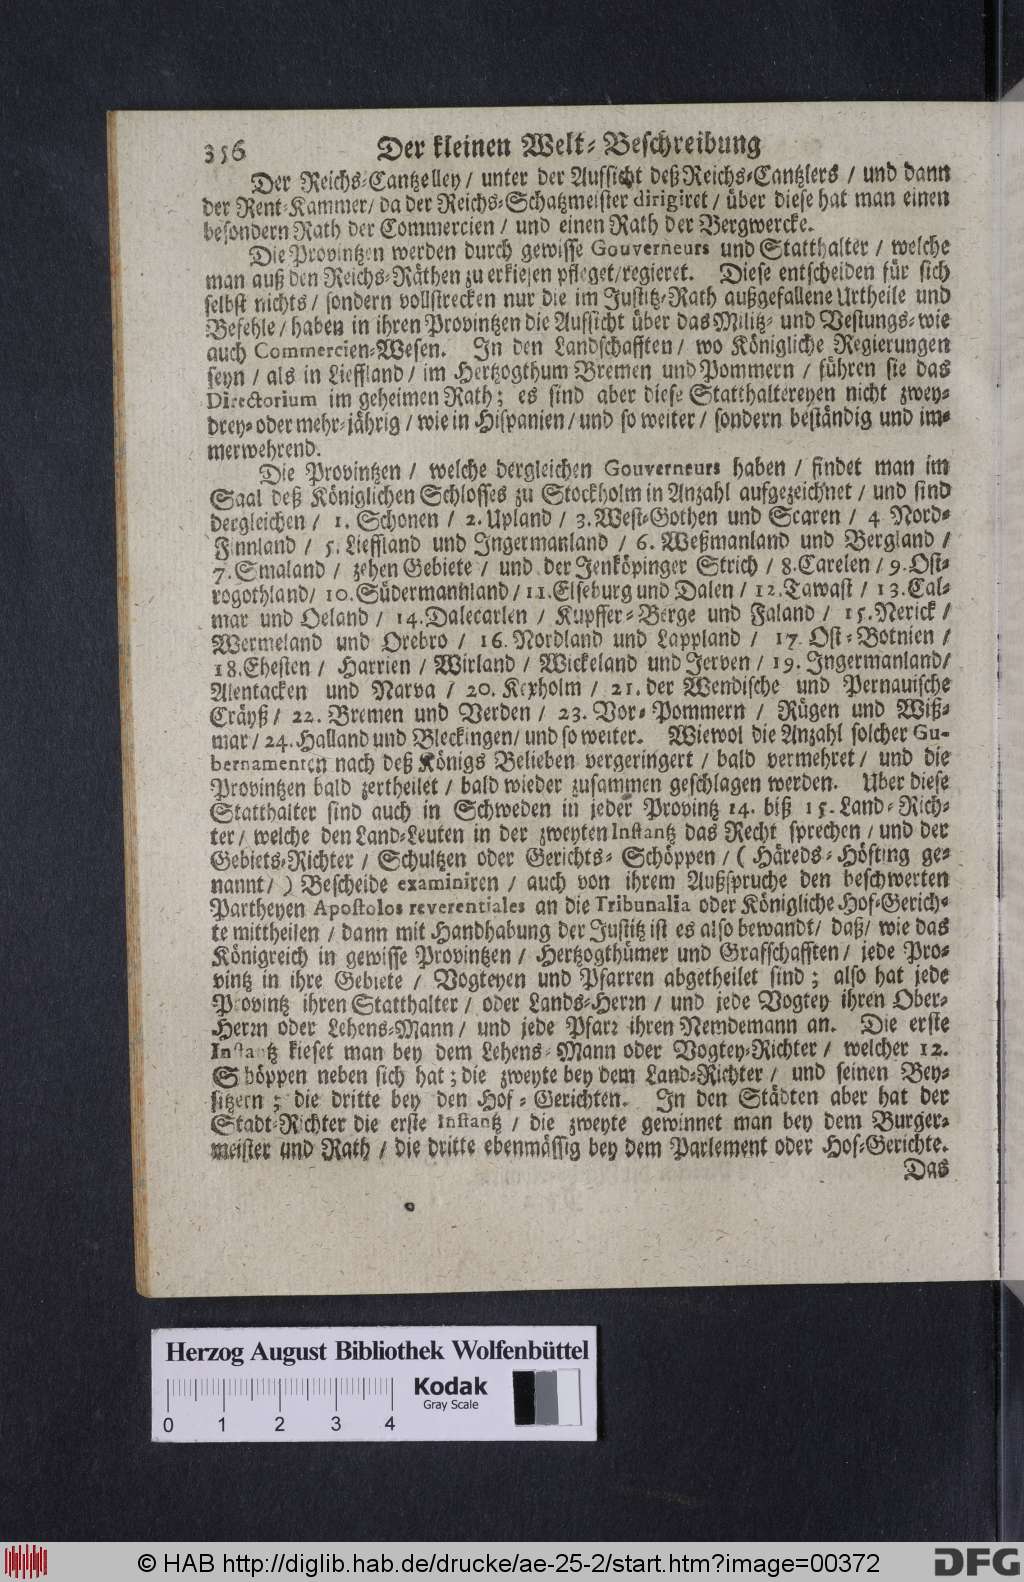 356 Der kleinen Welt-Beschreibung
Der Reichs-Cantzelley / unter der Aufsicht deß Reichs-Cantzlers / und dann
der Rent-Kammer / da der Reichs-Schatzmeister dirigiret / über diese hat man einen
besondern Rath der Commercien / und einen Rath der Bergwercke.
Die Provintzen werden durch gewisse Gouverneurs und Statthalter / welche
man auß den Reichs-Räthen zu erkiesen pfleget / regieret. Diese entscheiden für sich
selbst nichts / sondern vollstrecken nur die im Justitz-Rath außgefallene Urtheile und
Befehle / haben in ihren Provintzen die Aufsicht über das Militz- und Vestungs- wie
auch Commercien-Wesen. In den Landschafften / wo Königliche Regierungen
seyn / als in Lieffland / im Hertzogthum Bremen und Pommern / führen sie das
Directorium im geheimen Rath; es sind aber diese Statthaltereyen nicht zwey-
drey- oder mehr-jährig / wie in Hispanien / und so weiter / sondern beständig und im-
merwehrend.
Die Provintzen / welche dergleichen Gouverneurs haben / findet man im
Saal deß Königlichen Schlosses zu Stockholm in Anzahl aufgezeichnet / und sind
dergleichen / 1. Schonen / 2. Upland / 3. West-Gothen und Scaren / 4 Nord-
Finnland / 5. Lieffland und Ingermanland / 6. Weßmanland und Bergland /
7. Smaland / zehen Gebiete / und der Jenköpinger Strich / 8. Carelen / 9. Ost-
rogothland / 10. Südermannland / 11. Elseburg und Dalen / 12. Tawast / 13. Cal-
mar und Oeland / 14. Dalecarlen / Kupffer-Berge und Faland / 15. Nerick /
Wermeland und Orebro / 16. Nordland und Lappland / 17. Ost-Botnien /
18. Ehesten / Harrien / Wirland / Wickeland und Jerven / 19. Ingermanland /
Alentacken und Narva / 20. Kexholm / 21. der Wendische und Pernauische
Cräyß / 22. Bremen und Verden / 23. Vor-Pommern / Rügen und Wiß-
mar / 24. Halland und Bleckingen / und so weiter. Wiewol die Anzahl solcher Gu-
bernamenten nach deß Königs Belieben vergeringert / bald vermehret / und die
Provintzen bald zertheilet / bald wieder zusammen geschlagen werden. Uber diese
Statthalter sind auch in Schweden in jeder Provintz 14. biß 15. Land-Rich-
ter / welche den Land-Leuten in der zweyten Instantz das Recht sprechen / und der
Gebiets-Richter / Schultzen oder Gerichts-Schöppen / ( Häreds-Hösting ge-
nannt / ) Bescheide examiniren / auch von ihrem Außspruche den beschwerten
Partheyen Apostolos reverentiales an die Tribunalia oder Königliche Hof-Gerich-
te mittheilen / dann mit Handhabung der Justitz ist es also bewandt / daß / wie das
Königreich in gewisse Provintzen / Hertzogthümer und Grafschafften / jede Pro-
vintz in ihre Gebiete / Vogteyen und Pfarren abgetheilet sind; also hat jede
Provintz ihren Statthalter / oder Lands-Herrn / und jede Vogtey ihren Ober-
Herrn oder Lehens-Mann / und jede Pfarr ihren Nemdemann an. Die erste
Instantz kieset man bey dem Lehens-Mann oder Vogtey-Richter / welcher 12.
Schöppen neben sich hat; die zweyte bey dem Land-Richter / und seinen Bey-
sitzern; die dritte bey den Hof-Gerichten. In den Städten aber hat der
Stadt-Richter die erste Instantz / die zweyte gewinnet man bey dem Burger-
meister und Rath / die dritte ebenmässig bey dem Parlement oder Hof-Gerichte.
Das
Herzog August Bibliothek Wolfenbüttel
Kodak
Gray Scale
0 1 2 3 4
© HAB http://diglib.hab.de/drucke/ae-25-2/start.htm?image=00372
DFG